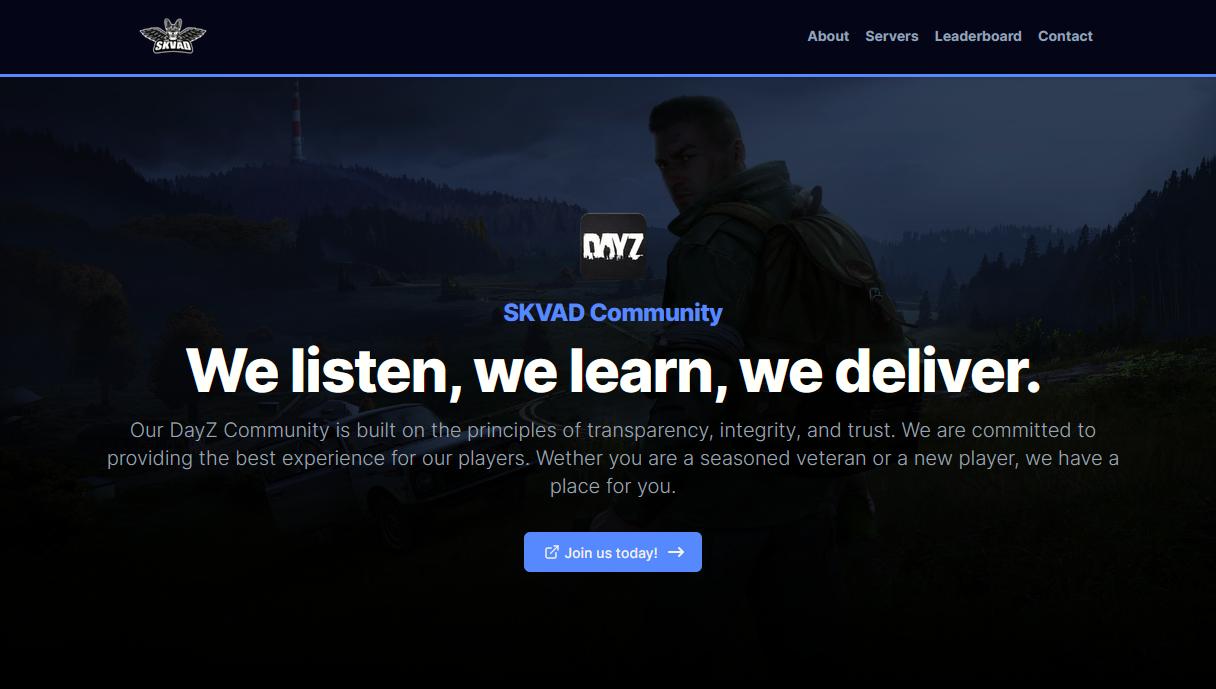 SKVAD
About Servers Leaderboard Contact
DAYZ
SKVAD Community
We listen, we learn, we deliver.
Our DayZ Community is built on the principles of transparency, integrity, and trust. We are committed to
providing the best experience for our players. Wether you are a seasoned veteran or a new player, we have a
place for you.
Join us today!